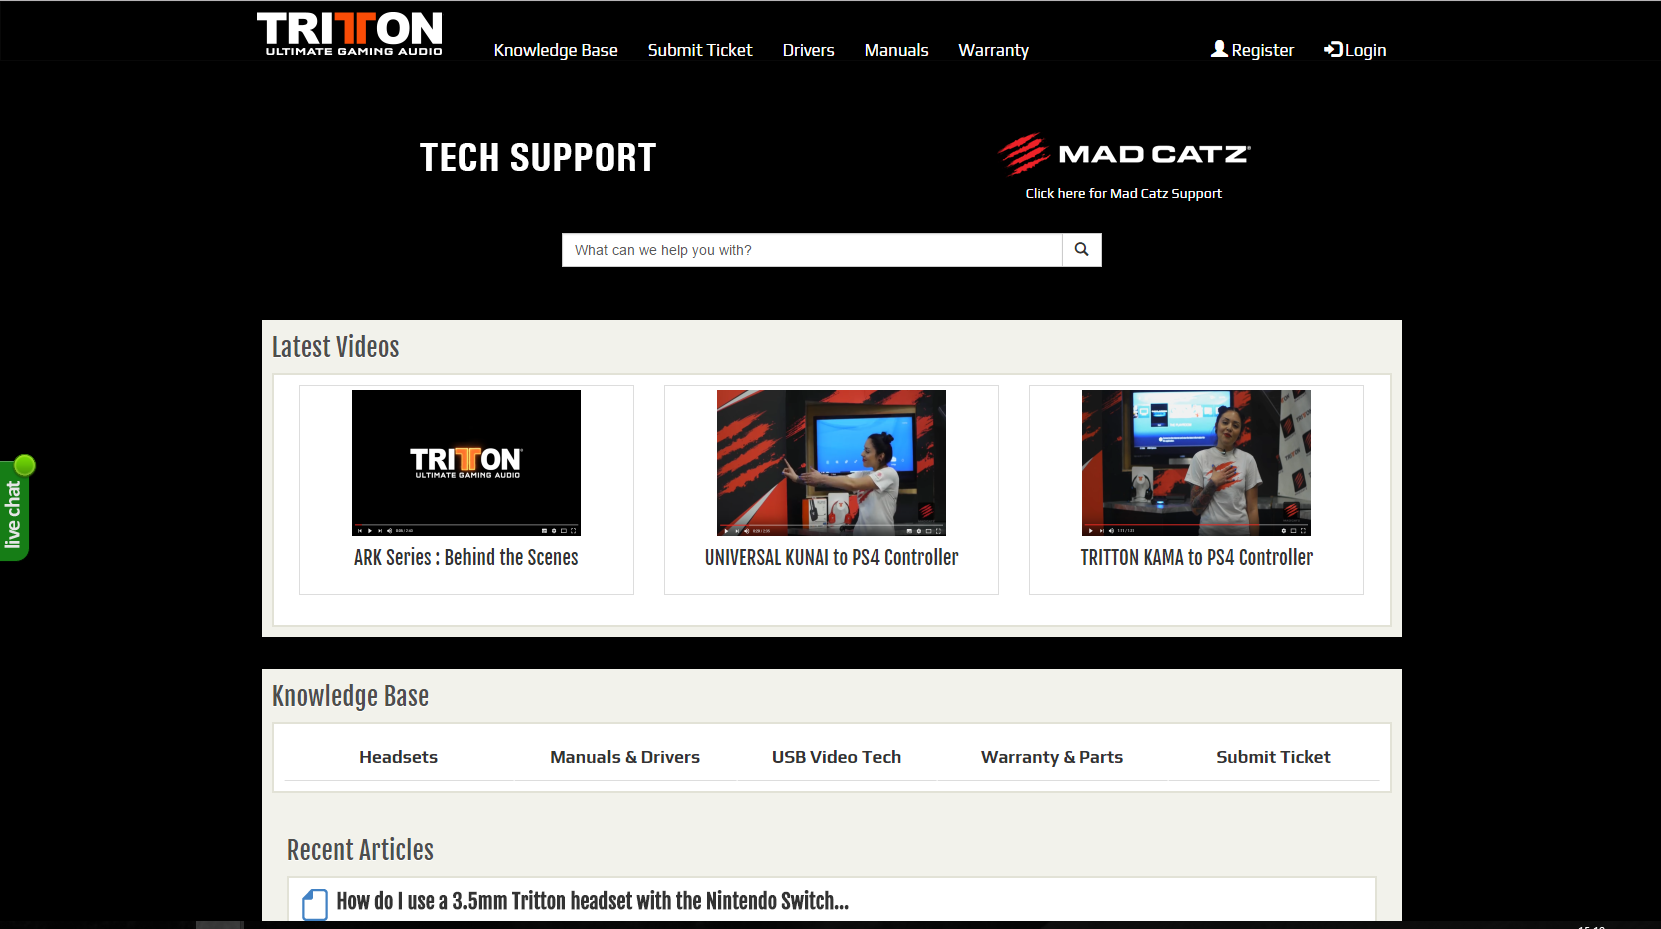 TRITTON
ULTIMATE GAMING AUDIO
Knowledge Base Submit Ticket Drivers Manuals Warranty Register Login
TECH SUPPORT
MAD CATZ
Click here for Mad Catz Support
What can we help you with?
live chat
Latest Videos
TRITTON
ULTIMATE GAMING AUDIO
ARK Series : Behind the Scenes
UNIVERSAL KUNAI to PS4 Controller
TRITTON KAMA to PS4 Controller
Knowledge Base
Headsets Manuals & Drivers USB Video Tech Warranty & Parts Submit Ticket
Recent Articles
How do I use a 3.5mm Tritton headset with the Nintendo Switch...